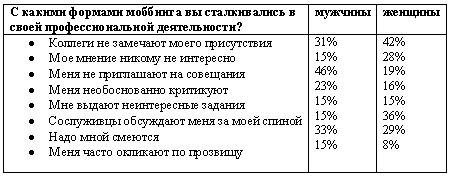 С какими формами моббинга вы сталкивались в мужчины женщины
своей профессиональной деятельности?
• Коллеги не замечают моего присутствия 31% 42%
• Мое мнение никому не интересно 15% 28%
• Меня не приглашают на совещания 46% 19%
• Меня необоснованно критикуют 23% 16%
• Мне выдают неинтересные задания 15% 15%
• Сослуживцы обсуждают меня за моей спиной 15% 36%
• Надо мной смеются 33% 29%
• Меня часто окликают по прозвищу 15% 8%